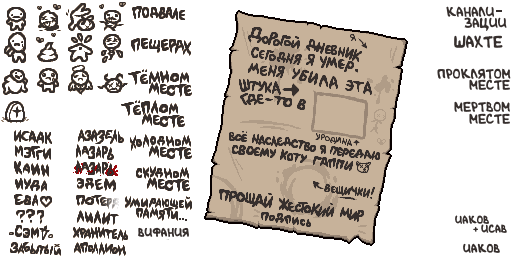 ПОДВАЛЕ
ПЕЩЕРАХ
ТЁМНОМ
МЕСТЕ
ТЁПЛОМ
МЕСТЕ
ИСААК
МЭГГИ
КАИН
ИУДА
ЕВА
???
СЭМЪ
ЗАБЫТЫЙ
АЗАЗЕЛЬ
ЛАЗАРЬ
ЛАЗАРЬ
ЭДЕМ
ПОТЕРЯ
ЛИЛИТ
ХРАНИТЕЛЬ
АПОЛЛИОН
ХОЛОДНОМ
МЕСТЕ
СКУДНОМ
МЕСТЕ
УМИРАЮЩЕЙ
ПАМЯТИ...
ВИФАНИЯ
Я
ДОРОГОЙ ДНЕВНИК
СЕГОДНЯ Я УМЕР.
МЕНЯ УБИЛА ЭТА
ШТУКА
ГДЕ-ТО В
УРОДИНА
ВСЁ НАСЛЕДСТВО Я ПЕРЕДАЮ
СВОЕМУ КОТУ ГАППИ
ВЕЩИЧКИ!
ПРОЩАЙ ЖЕСТОКИЙ МИР
ПОДПИСЬ
КАНАЛИ-
ЗАЦИИ
ШАХТЕ
ПРОКЛЯТОМ
МЕСТЕ
МЕРТВОМ
МЕСТЕ
ИАКОВ
+ ИСАВ
ИАКОВ